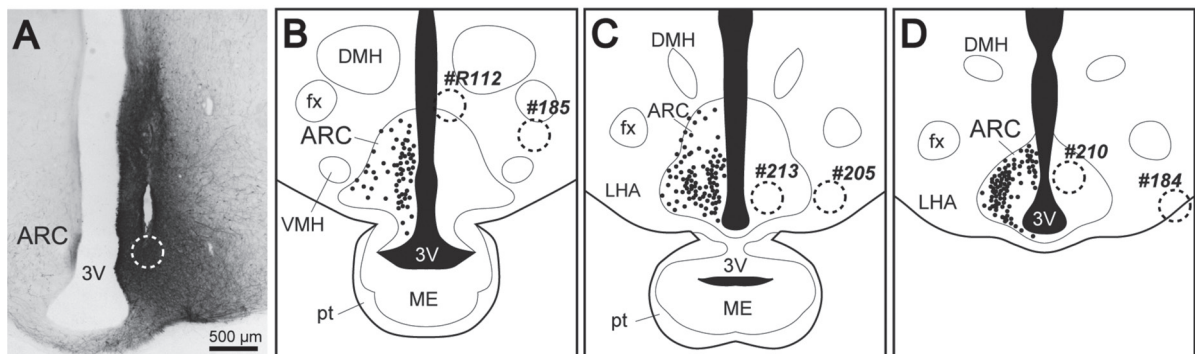 A
ARC
3V
500 µm
B
DMH
#R112
fx
#185
ARC
VMH
3V
ME
pt
C
DMH
ARC
fx
#213
#205
LHA
3V
ME
pt
D
DMH
ARC
fx
#210
#184
LHA
3V